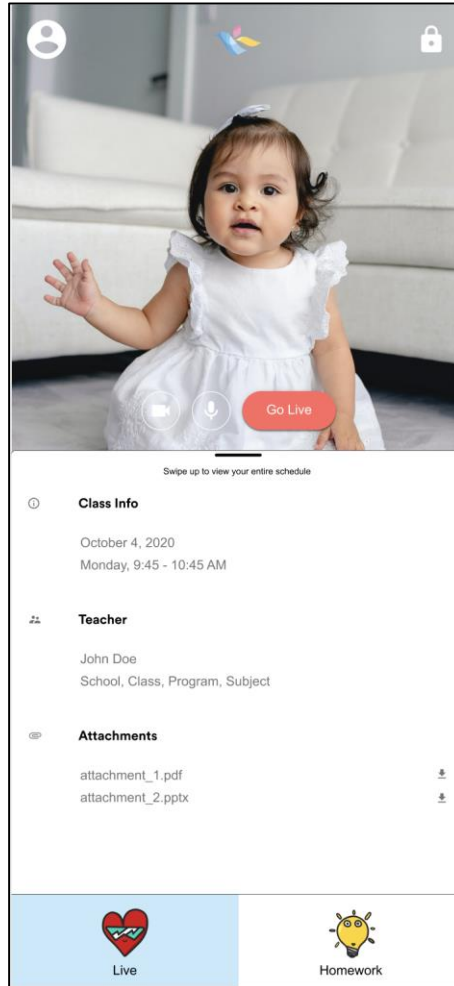 Go Live
Swipe up to view your entire schedule
Class Info
October 4, 2020
Monday, 9:45 - 10:45 AM
Teacher
John Doe
School, Class, Program, Subject
Attachments
attachment_1.pdf
attachment_2.pptx
Live
Homework